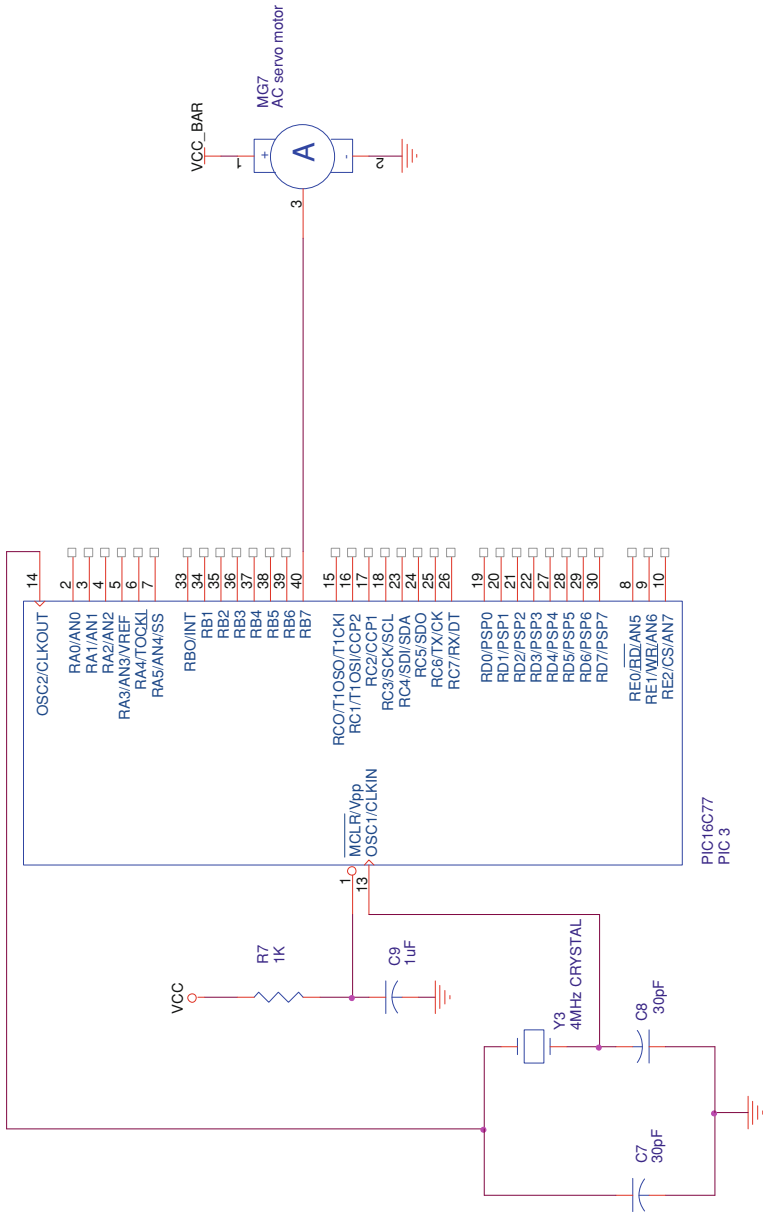 VCC_BAR
1
MG7
AC servo motor
+
A
-
2
3
14
OSC2/CLKOUT
2
RA0/AN0
3
RA1/AN1
4
RA2/AN2
5
RA3/AN3/VREF
6
RA4/TOCKL
7
RA5/AN4/SS
33
RBO/INT
34
RB1
35
RB2
36
RB3
37
RB4
38
RB5
39
RB6
40
RB7
15
RCO/T1OSO/T1CKI
16
RC1/T1OSI/CCP2
17
RC2/CCP1
18
RC3/SCK/SCL
23
RC4/SDI/SDA
24
RC5/SDO
25
RC6/TX/CK
26
RC7/RX/DT
19
RD0/PSP0
20
RD1/PSP1
21
RD2/PSP2
22
RD3/PSP3
27
RD4/PSP4
28
RD5/PSP5
29
RD6/PSP6
30
RD7/PSP7
8
RE0/RD/AN5
9
RE1/WR/AN6
10
RE2/CS/AN7
MCLR/Vpp
OSC1/CLKIN
1
13
PIC16C77
PIC 3
VCC
R7
1K
C9
1uF
Y3
4MHz CRYSTAL
C8
30pF
C7
30pF